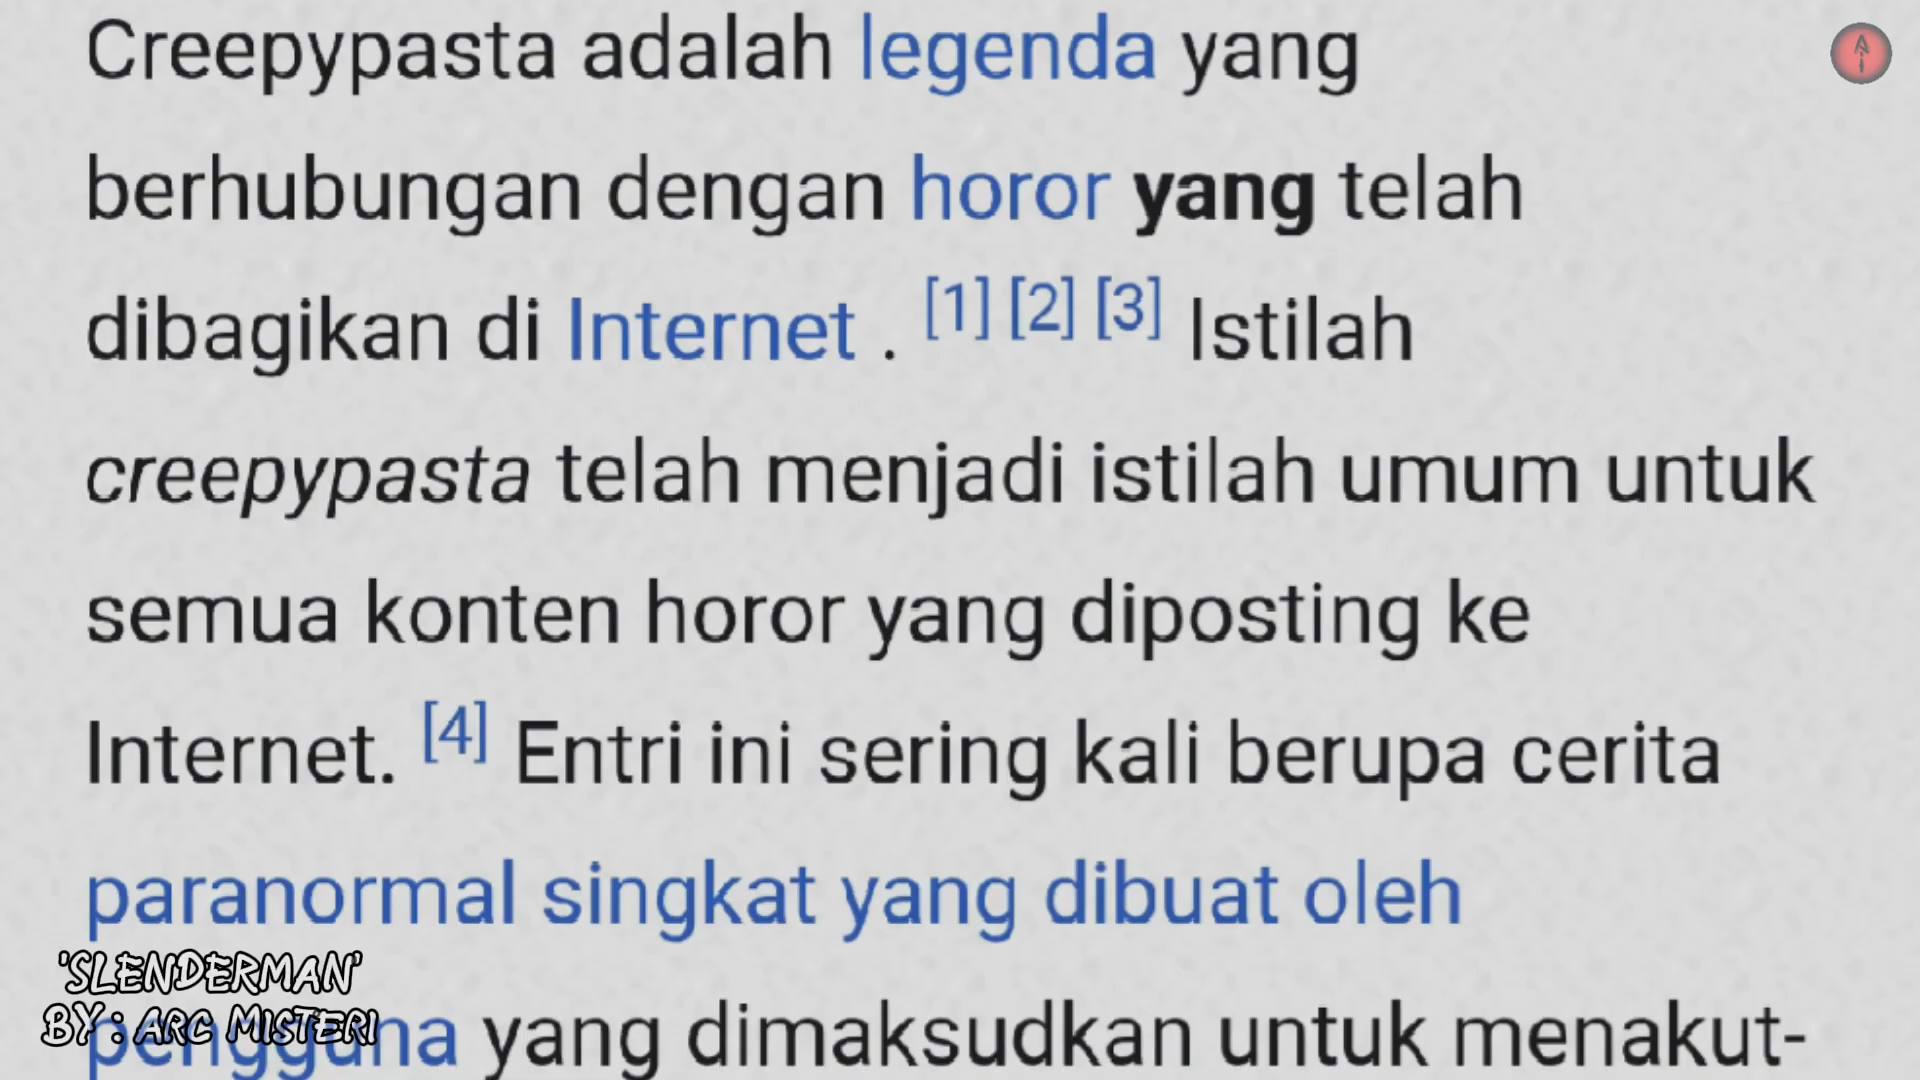 Creepypasta adalah legenda yang
berhubungan dengan horor yang telah
dibagikan di Internet . [1] [2] [3] Istilah
creepypasta telah menjadi istilah umum untuk
semua konten horor yang diposting ke
Internet. [4] Entri ini sering kali berupa cerita
paranormal singkat yang dibuat oleh
pengguna yang dimaksudkan untuk menakut-
'SLENDERMAN'
BY : ARC MISTERI